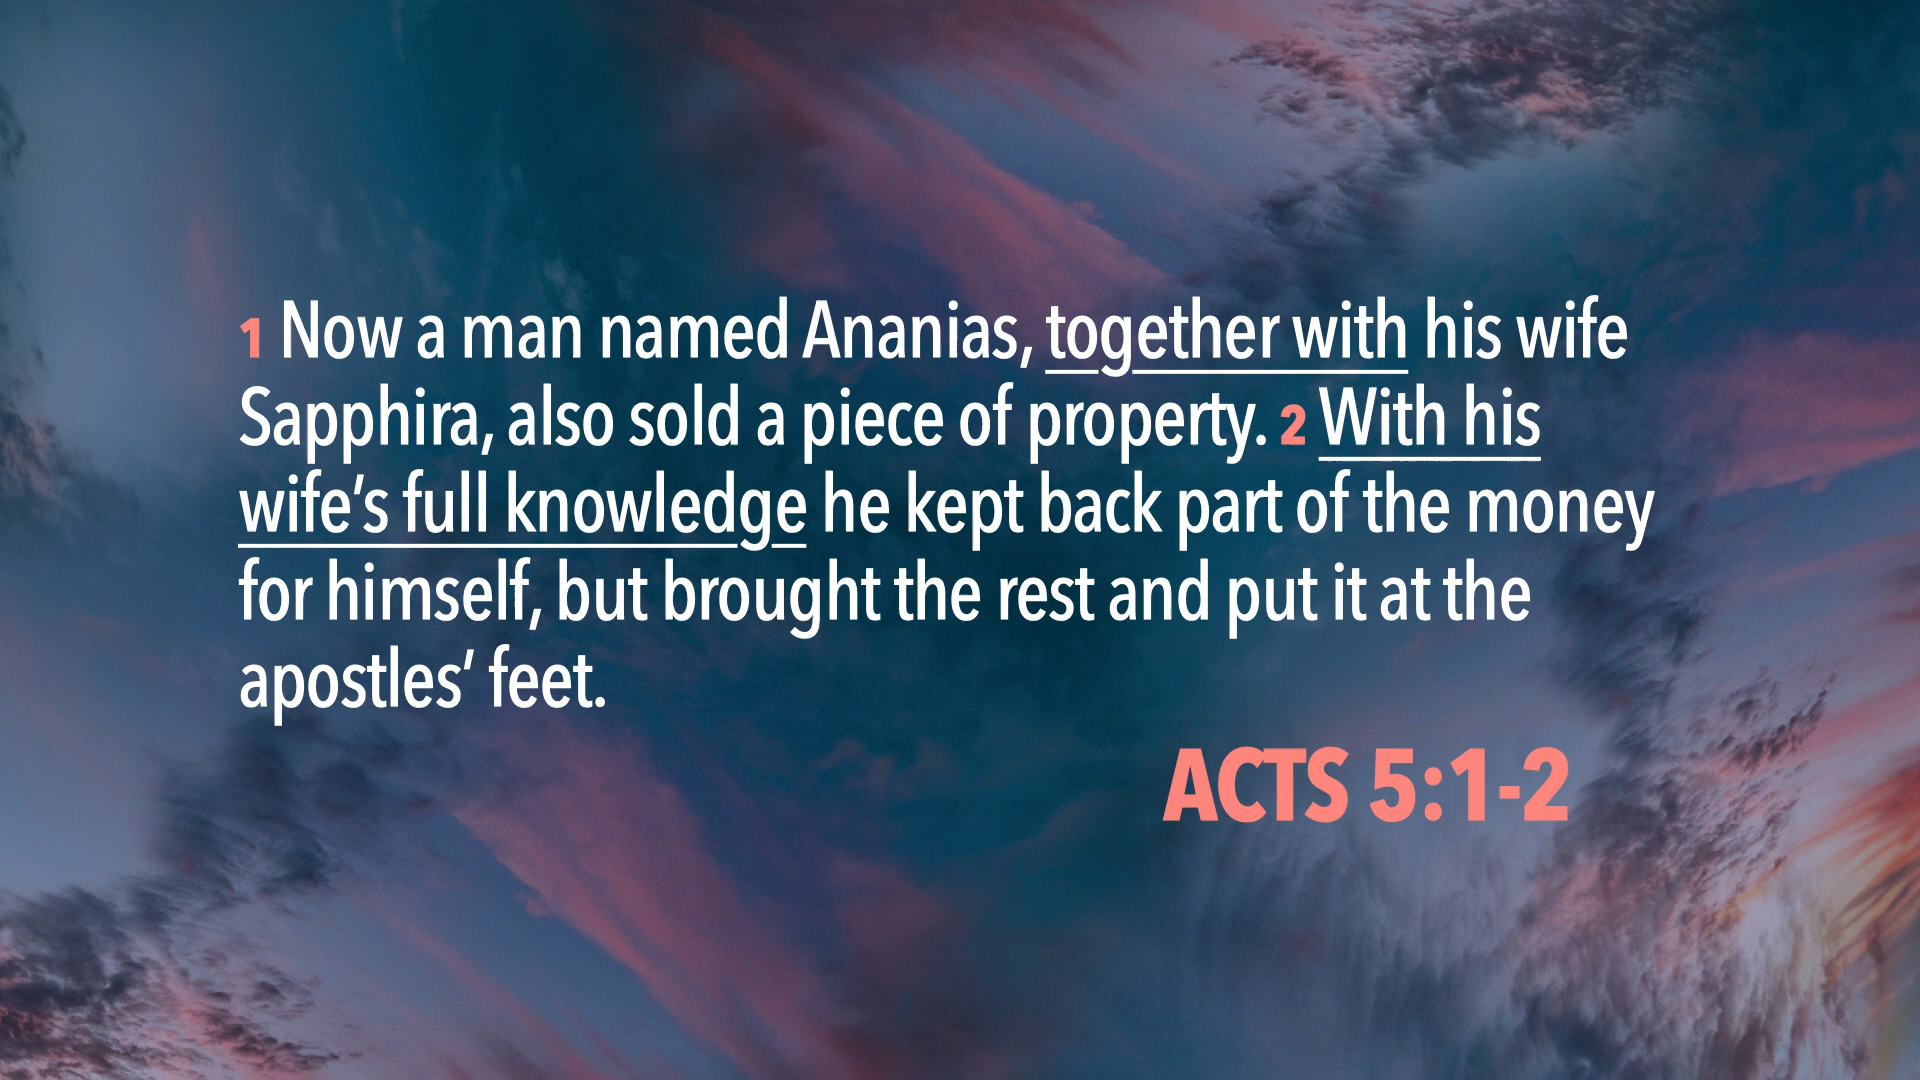 1 Now a man named Ananias, together with his wife
Sapphira, also sold a piece of property. 2 With his
wife’s full knowledge he kept back part of the money
for himself, but brought the rest and put it at the
apostles’ feet.
ACTS 5:1-2